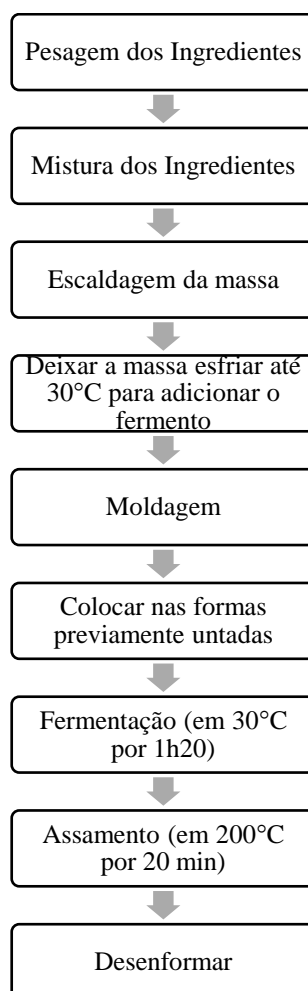 Pesagem dos Ingredientes
Mistura dos Ingredientes
Escaldagem da massa
Deixar a massa esfriar até
30°C para adicionar o
fermento
Moldagem
Colocar nas formas
previamente untadas
Fermentação (em 30°C
por 1h20)
Assamento (em 200°C
por 20 min)
Desenformar